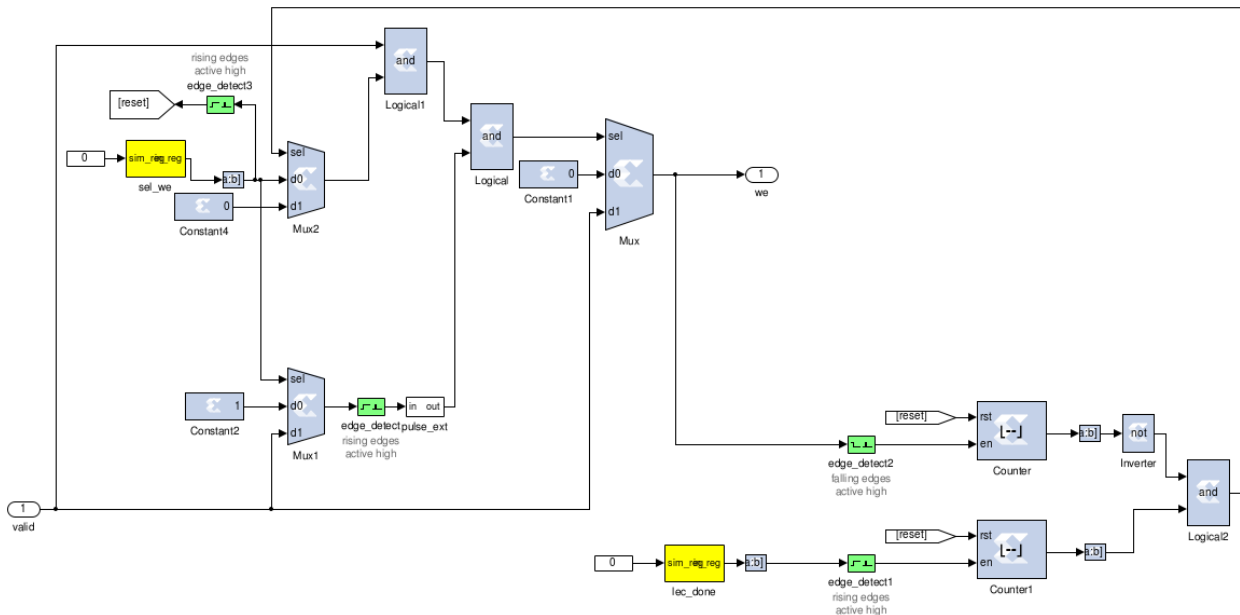 rising edges
active high
edge_detect3
[reset]
and
Logical1
0
sim_reg
sel_we
a:b]
sel
d0
d1
Mux2
0
Constant4
and
Logical
0
Constant1
sel
d0
d1
Mux
1
we
1
Constant2
sel
d0
d1
Mux1
edge_detect
rising edges
active high
in out
pulse_ext
1
valid
edge_detect2
falling edges
active high
[reset]
rst
en
[--]
Counter
a:b]
not
Inverter
and
Logical2
0
sim_reg
lec_done
a:b]
edge_detect1
rising edges
active high
[reset]
rst
en
[--]
Counter1
a:b]